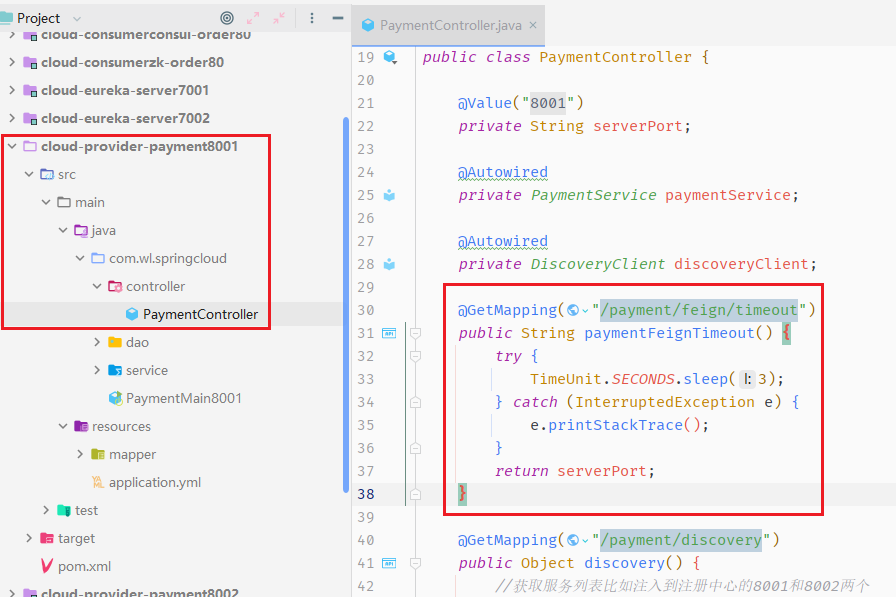 Project
cloud-consumerconsul-order80
cloud-consumerzk-order80
cloud-eureka-server7001
cloud-eureka-server7002
cloud-provider-payment8001
src
main
java
com.wl.springcloud
controller
PaymentController
dao
service
PaymentMain8001
resources
mapper
application.yml
test
target
pom.xml
cloud-provider-payment8002
PaymentController.java ×
19 public class PaymentController {
20
21 @Value("8001")
22 private String serverPort;
23
24 @Autowired
25 private PaymentService paymentService;
26
27 @Autowired
28 private DiscoveryClient discoveryClient;
29
30 @GetMapping("/payment/feign/timeout")
31 API public String paymentFeignTimeout() {
32 try {
33 TimeUnit.SECONDS.sleep( l: 3);
34 } catch (InterruptedException e) {
35 e.printStackTrace();
36 }
37 return serverPort;
38 }
39
40 @GetMapping("/payment/discovery")
41 API public Object discovery() {
42 //获取服务列表比如注入到注册中心的8001和8002两个